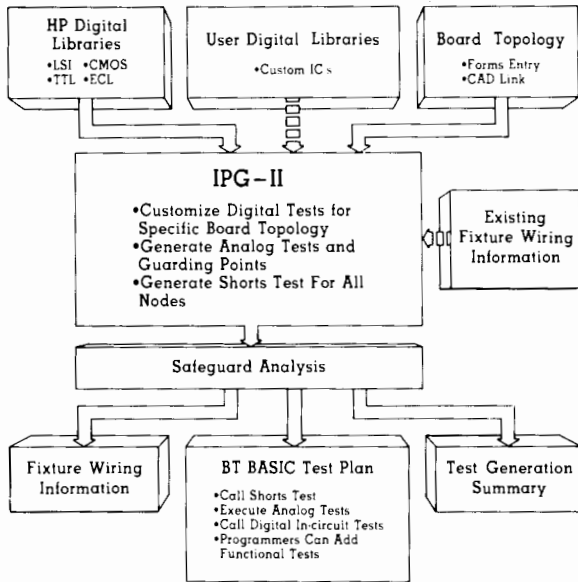 HP Digital
Libraries
•LSI •CMOS
•TTL •ECL
User Digital Libraries
•Custom ICs
Board Topology
•Forms Entry
•CAD Link
IPG-II
•Customize Digital Tests for
Specific Board Topology
•Generate Analog Tests and
Guarding Points
•Generate Shorts Test For All
Nodes
Existing
Fixture Wiring
Information
Safeguard Analysis
Fixture Wiring
Information
BT BASIC Test Plan
•Call Shorts Test
•Execute Analog Tests
•Call Digital In-circuit Tests
•Programmers Can Add
Functional Tests
Test Generation
Summary